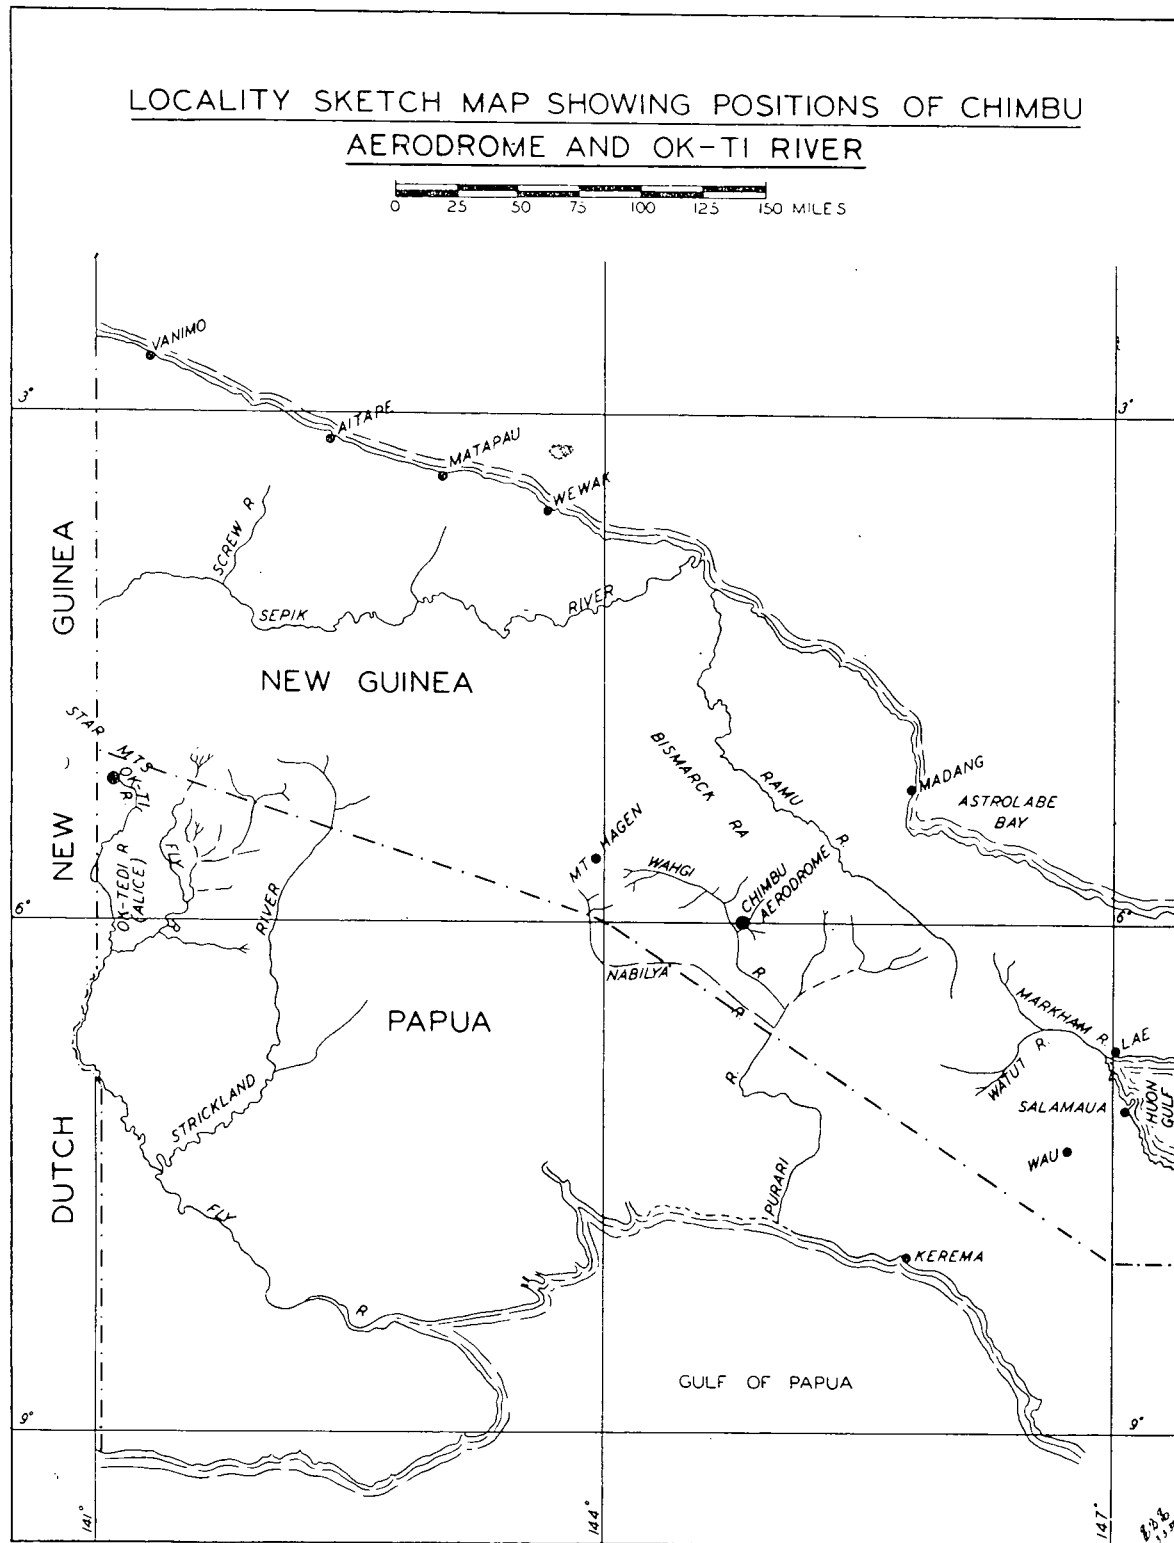 LOCALITY SKETCH MAP SHOWING POSITIONS OF CHIMBU
AERODROME AND OK-TI RIVER
0 25 50 75 100 125 150 MILES
VANIMO
3°
3°
AITAPE
MATAPAU
WEWAK
SCREW R
SEPIK
RIVER
NEW GUINEA
DUTCH NEW GUINEA
STAR MTS
OK-TI
R
BISMARCK
RA
RAMU
R.
MADANG
ASTROLABE
BAY
MT. HAGEN
WAHGI
CHIMBU
AERODROME
OK-TEDI R
(ALICE)
FLY
R
RIVER
6°
6°
NABILYA
R
R.
PAPUA
MARKHAM R.
LAE
WATUT R.
HUON
GULF
SALAMAUA
R.
STRICKLAND
WAU
PURARI
FLY
KEREMA
R
GULF OF PAPUA
9°
9°
141°
144°
147°